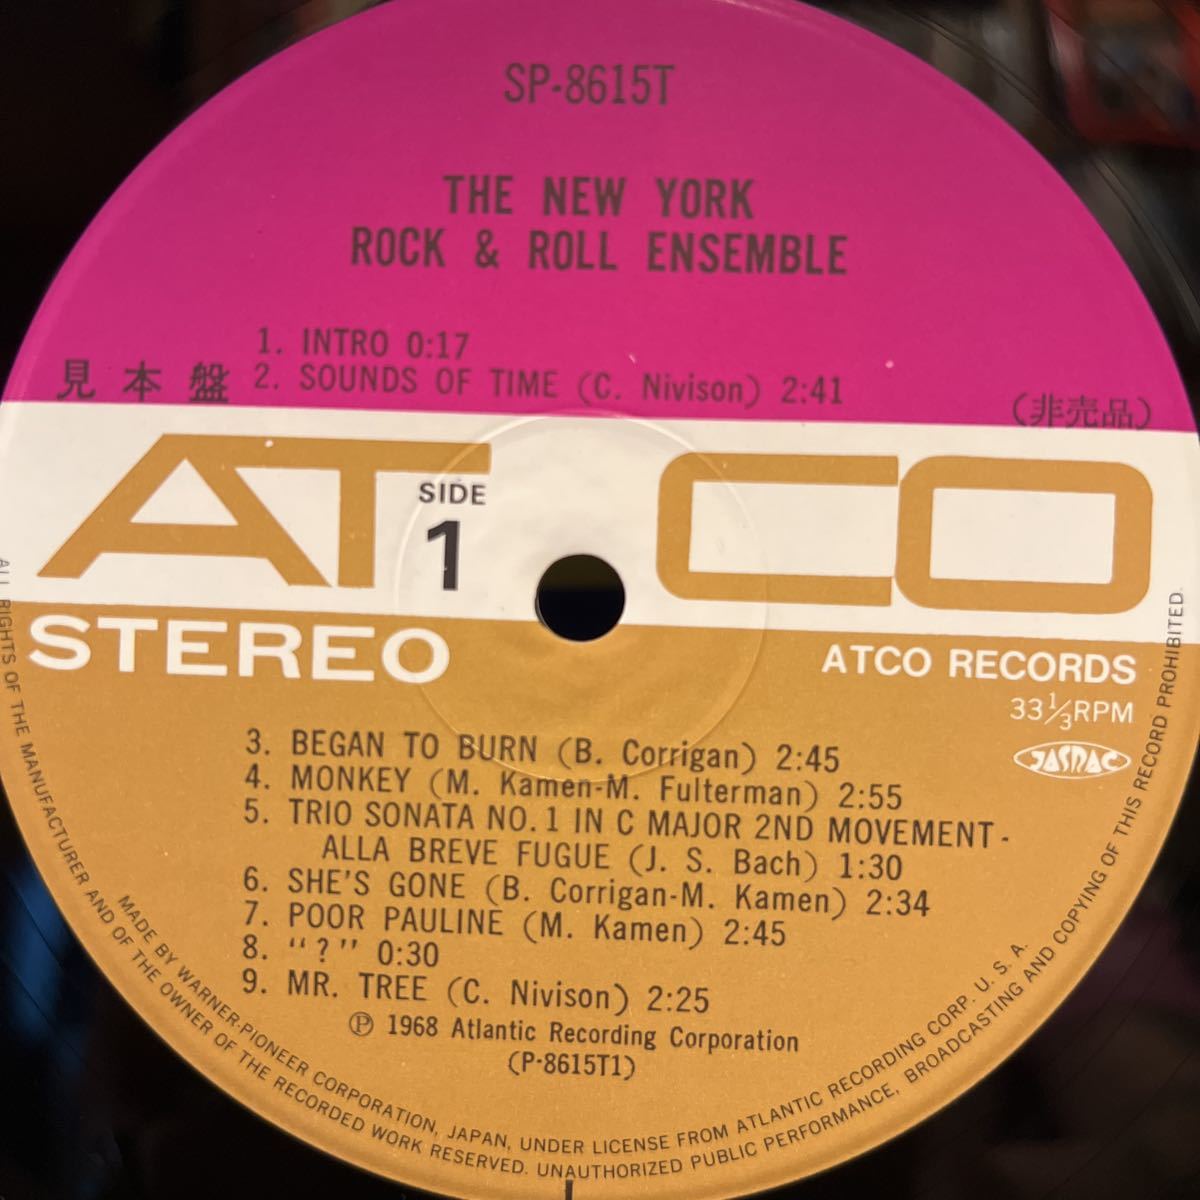 SP-8615T
THE NEW YORK
ROCK & ROLL ENSEMBLE
1. INTRO 0:17
見本盤 2. SOUNDS OF TIME (C. Nivison) 2:41
(非売品)
ATCO
SIDE
1
STEREO
ATCO RECORDS
33 1/3 RPM
JASRAC
3. BEGAN TO BURN (B. Corrigan) 2:45
4. MONKEY (M. Kamen-M. Fulterman) 2:55
5. TRIO SONATA NO. 1 IN C MAJOR 2ND MOVEMENT-
ALLA BREVE FUGUE (J. S. Bach) 1:30
6. SHE'S GONE (B. Corrigan-M. Kamen) 2:34
7. POOR PAULINE (M. Kamen) 2:45
8. "?" 0:30
9. MR. TREE (C. Nivison) 2:25
Ⓟ 1968 Atlantic Recording Corporation
(P-8615T1)
MADE BY WARNER-PIONEER CORPORATION, JAPAN, UNDER LICENSE FROM ATLANTIC RECORDING CORP. U. S. A.
ALL RIGHTS OF THE MANUFACTURER AND OF THE OWNER OF THE RECORDED WORK RESERVED. UNAUTHORIZED PUBLIC PERFORMANCE, BROADCASTING AND COPYING OF THIS RECORD PROHIBITED.